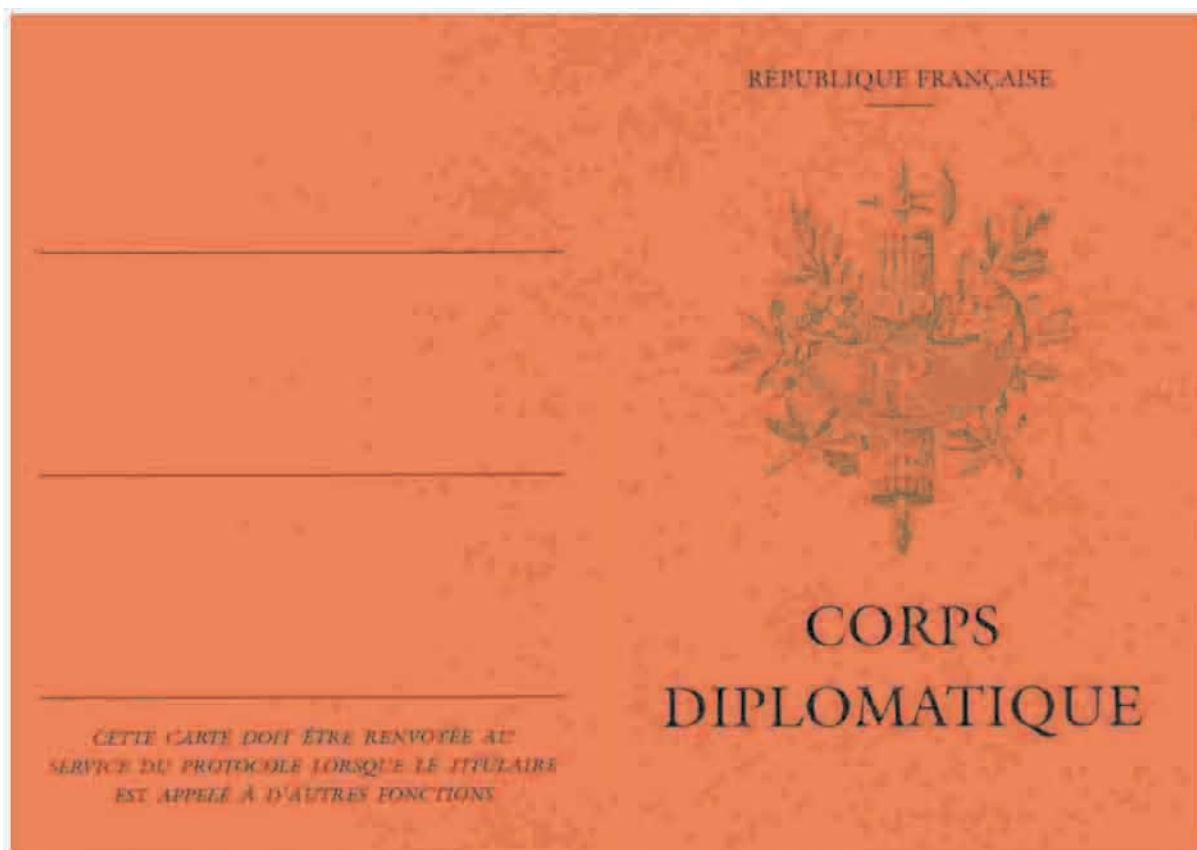 CETTE CARTE DOIT ÊTRE RENVOYÉE AU
SERVICE DU PROTOCOLE LORSQUE LE TITULAIRE
EST APPELÉ À D'AUTRES FONCTIONS
RÉPUBLIQUE FRANÇAISE
RF
CORPS
DIPLOMATIQUE